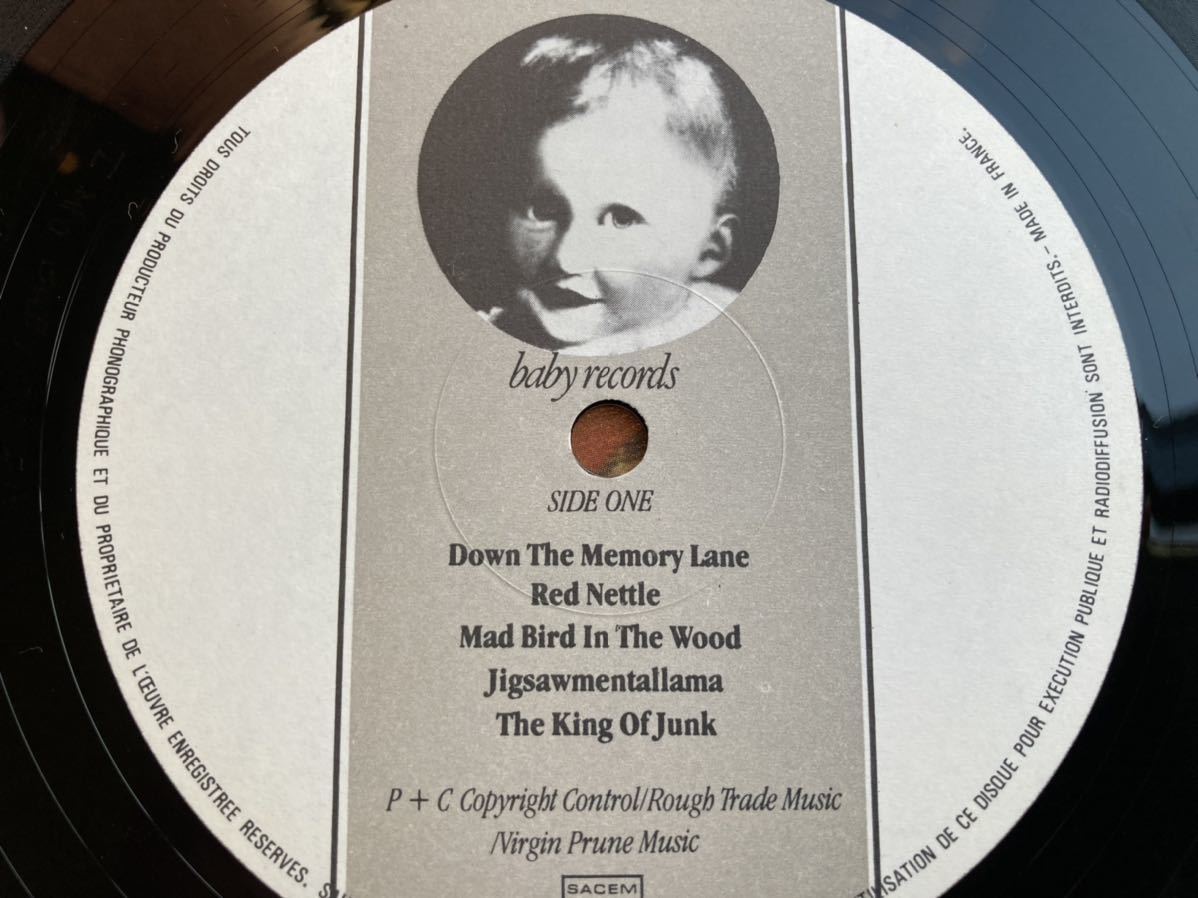 baby records
SIDE ONE
Down The Memory Lane
Red Nettle
Mad Bird In The Wood
Jigsawmentallama
The King Of Junk
P + C Copyright Control/Rough Trade Music
/Virgin Prune Music
SACEM
TOUS DROITS DU PRODUCTEUR PHONOGRAPHIQUE ET DU PROPRIETAIRE DE L'ŒUVRE ENREGISTREE RESERVES.
DE CE DISQUE POUR EXECUTION PUBLIQUE ET RADIODIFFUSION SONT INTERDITS. – MADE IN FRANCE.